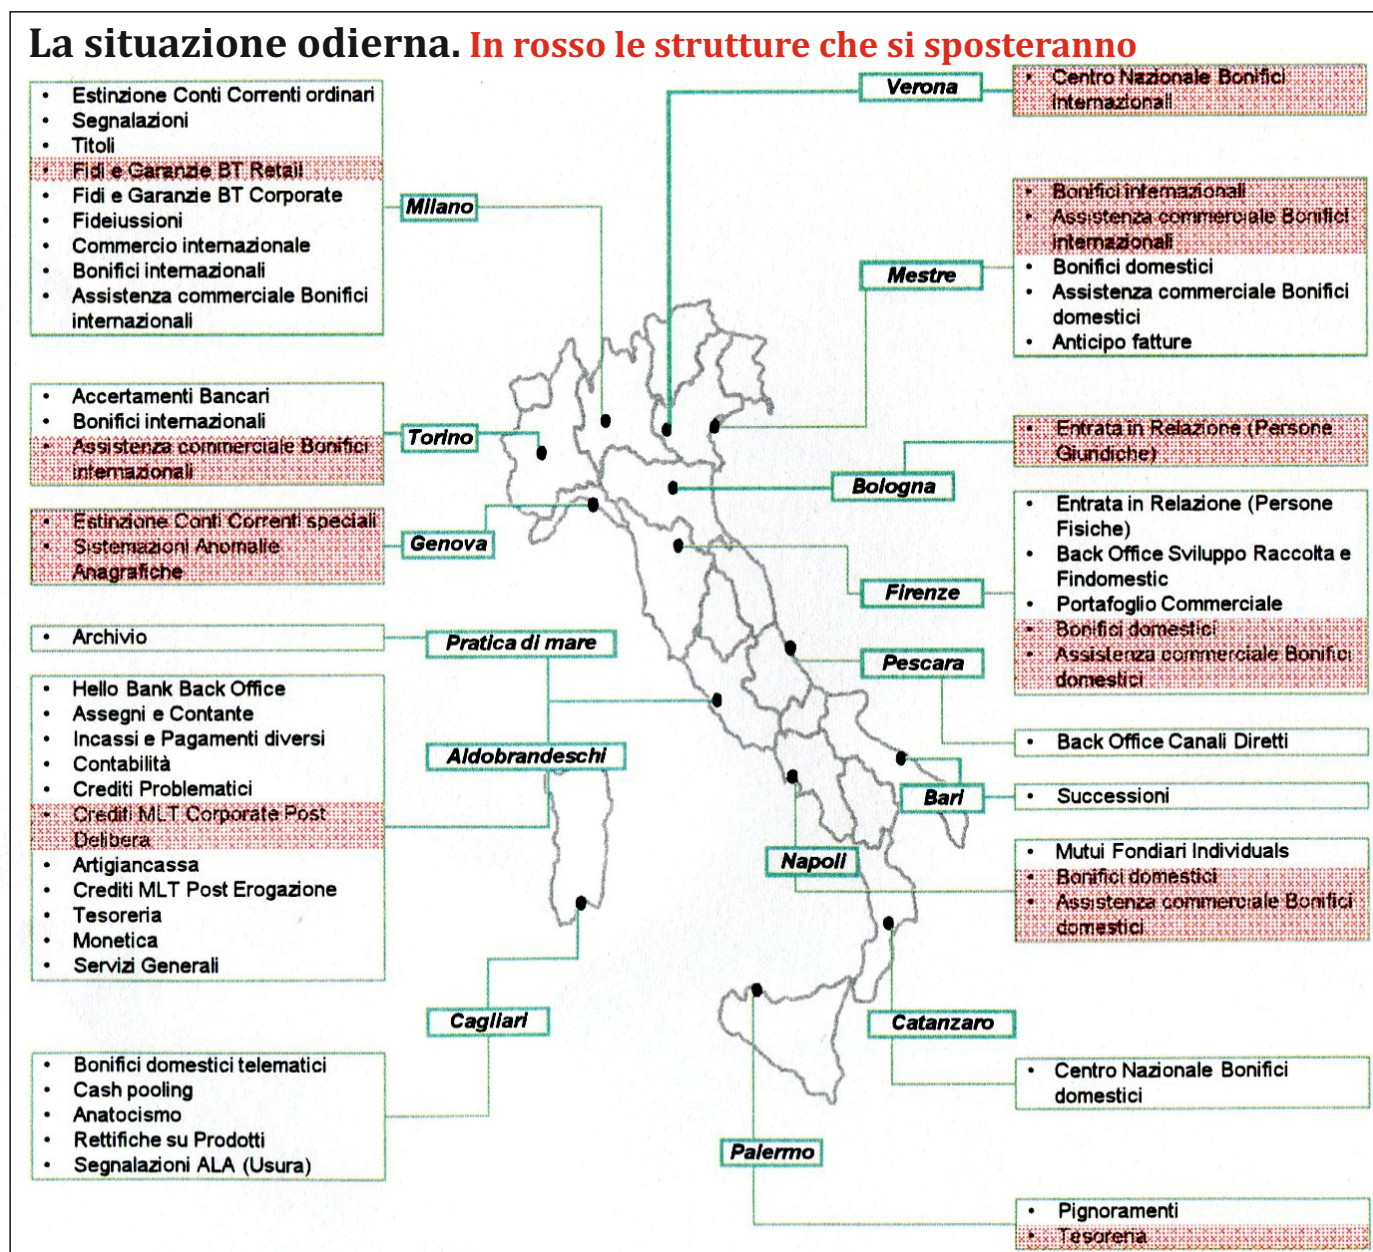 La situazione odierna. In rosso le strutture che si sposteranno
• Estinzione Conti Correnti ordinari
• Segnalazioni
• Titoli
• Fidi e Garanzie BT Retail
• Fidi e Garanzie BT Corporate
• Fideiussioni
• Commercio internazionale
• Bonifici internazionali
• Assistenza commerciale Bonifici
internazionali
Milano
• Accertamenti Bancari
• Bonifici internazionali
• Assistenza commerciale Bonifici
internazionali
Torino
• Estinzione Conti Correnti speciali
• Sistemazioni Anomalie
Anagrafiche
Genova
• Archivio
Pratica di mare
• Hello Bank Back Office
• Assegni e Contante
• Incassi e Pagamenti diversi
• Contabilità
• Crediti Problematici
• Crediti MLT Corporate Post
Delibera
• Artigiancassa
• Crediti MLT Post Erogazione
• Tesoreria
• Monetica
• Servizi Generali
Aldobrandeschi
Cagliari
• Bonifici domestici telematici
• Cash pooling
• Anatocismo
• Rettifiche su Prodotti
• Segnalazioni ALA (Usura)
Verona
• Centro Nazionale Bonifici
internazionali
Mestre
• Bonifici internazionali
• Assistenza commerciale Bonifici
internazionali
• Bonifici domestici
• Assistenza commerciale Bonifici
domestici
• Anticipo fatture
Bologna
• Entrata in Relazione (Persone
Giuridiche)
Firenze
• Entrata in Relazione (Persone
Fisiche)
• Back Office Sviluppo Raccolta e
Findomestic
• Portafoglio Commerciale
• Bonifici domestici
• Assistenza commerciale Bonifici
domestici
Pescara
• Back Office Canali Diretti
Bari
• Successioni
Napoli
• Mutui Fondiari Individuals
• Bonifici domestici
• Assistenza commerciale Bonifici
domestici
Catanzaro
• Centro Nazionale Bonifici
domestici
Palermo
• Pignoramenti
• Tesoreria